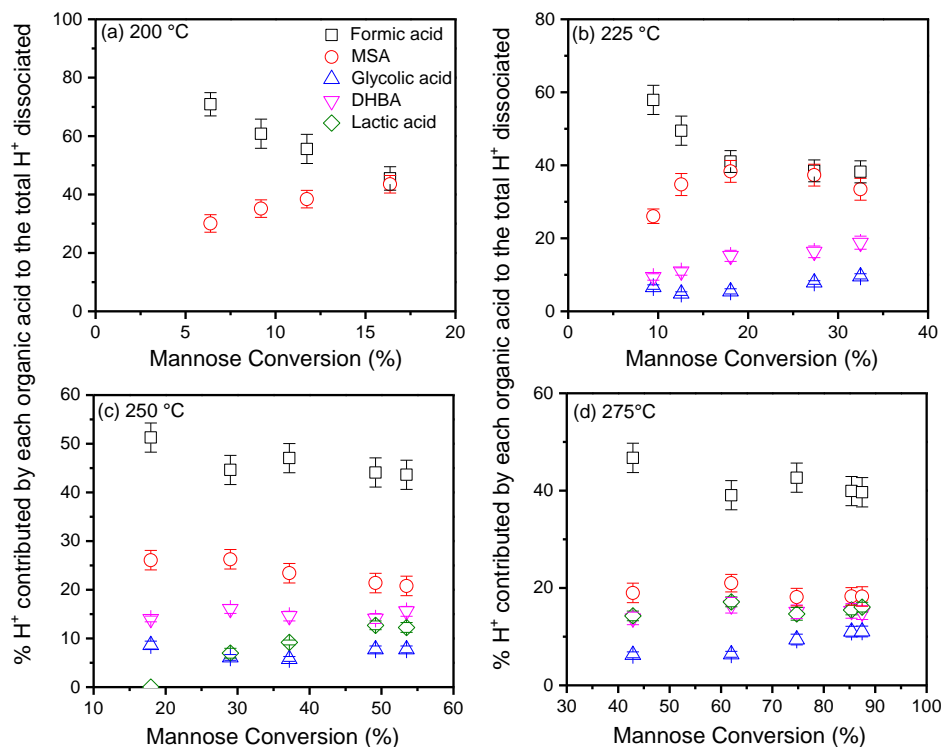 % H⁺ contributed by each organic acid to the total H⁺ dissociated
(a) 200 °C
Formic acid
MSA
Glycolic acid
DHBA
Lactic acid
100
80
60
40
20
0
0 5 10 15 20
Mannose Conversion (%)
% H⁺ contributed by each organic acid to the total H⁺ dissociated
(b) 225 °C
80
60
40
20
0
0 10 20 30 40
Mannose Conversion (%)
(c) 250 °C
60
50
40
30
20
10
0
10 20 30 40 50 60
Mannose Conversion (%)
(d) 275°C
60
40
20
0
30 40 50 60 70 80 90 100
Mannose Conversion (%)